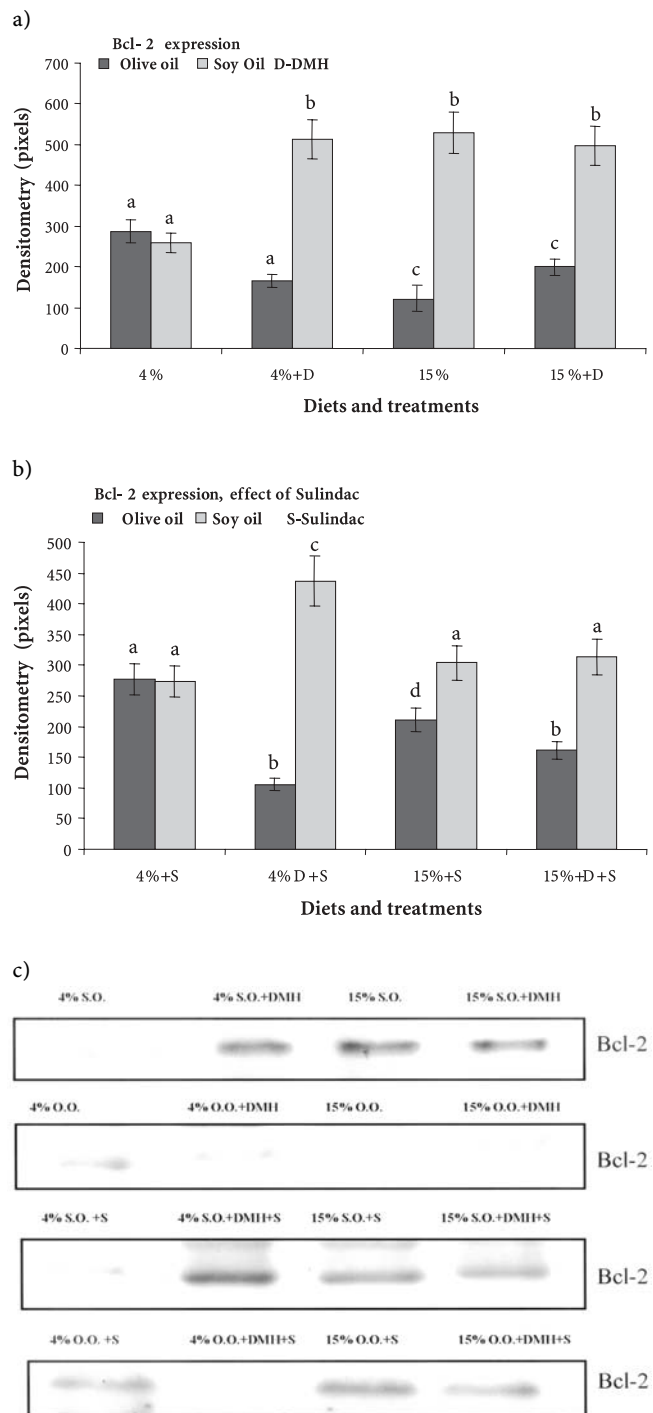 a)
Bcl- 2 expression
Olive oil Soy Oil D-DMH
700
600
500
400
300
200
100
0
Densitometry (pixels)
a a a b c b c b
4 % 4%+D 15 % 15 %+D
Diets and treatments
b)
Bcl- 2 expression, effect of Sulindac
Olive oil Soy oil S-Sulindac
500
450
400
350
300
250
200
150
100
50
0
Densitometry (pixels)
a a b c d a b a
4%+S 4% D+S 15%+S 15%+D+S
Diets and treatments
c)
4% S.O. 4% S.O.+DMH 15% S.O. 15% S.O.+DMH
Bcl-2
4% O.O. 4% O.O.+DMH 15% O.O. 15% O.O.+DMH
Bcl-2
4% S.O. +S 4% S.O.+DMH+S 15% S.O.+S 15% S.O.+DMH+S
Bcl-2
4% O.O. +S 4% O.O.+DMH+S 15% O.O.+S 15% O.O.+DMH+S
Bcl-2